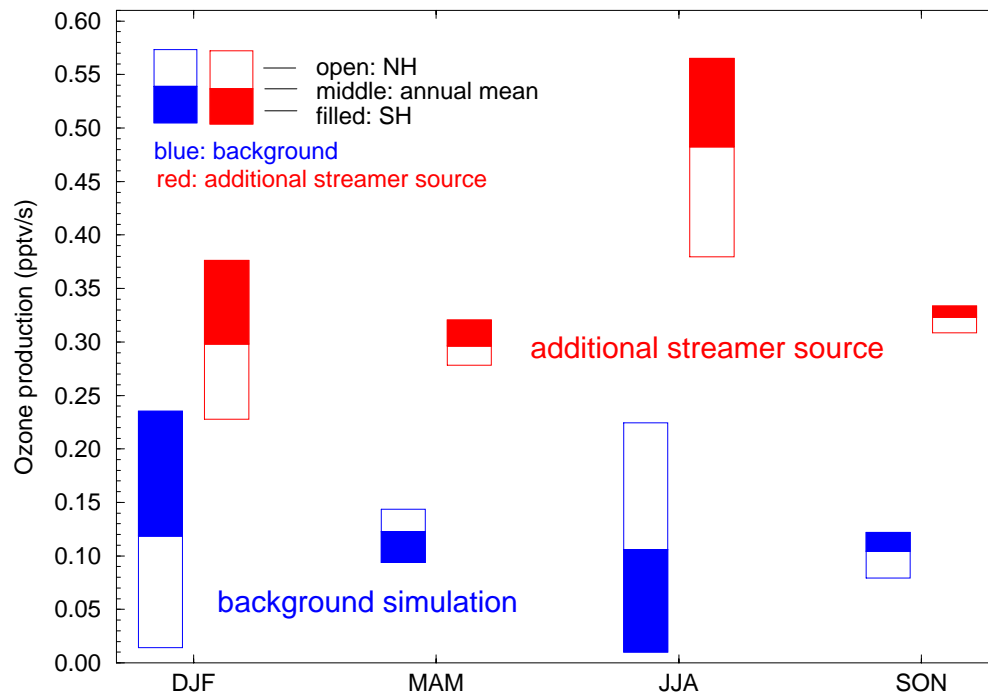 0.60
0.55
0.50
0.45
0.40
0.35
0.30
0.25
0.20
0.15
0.10
0.05
0.00
Ozone production (pptv/s)
open: NH
middle: annual mean
filled: SH
blue: background
red: additional streamer source
additional streamer source
background simulation
DJF MAM JJA SON